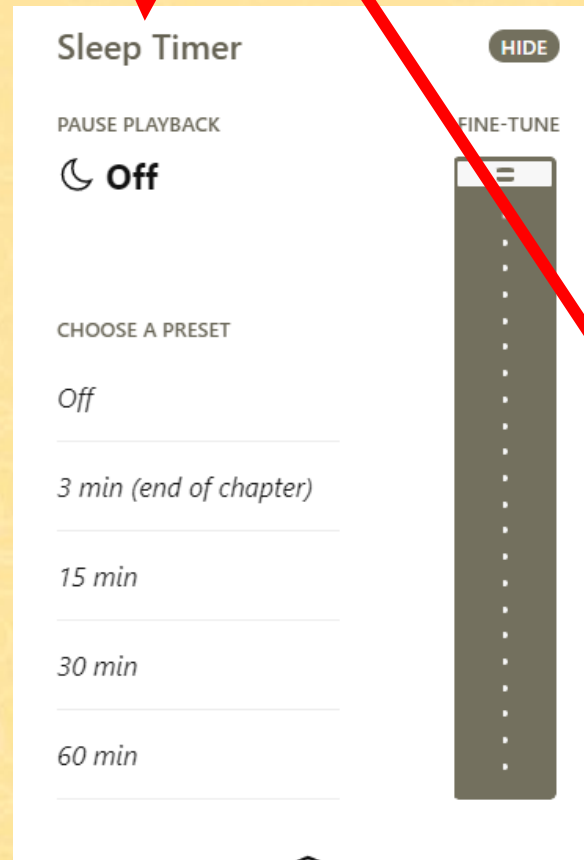 Sleep Timer
HIDE
PAUSE PLAYBACK
FINE-TUNE
Off
CHOOSE A PRESET
Off
3 min (end of chapter)
15 min
30 min
60 min